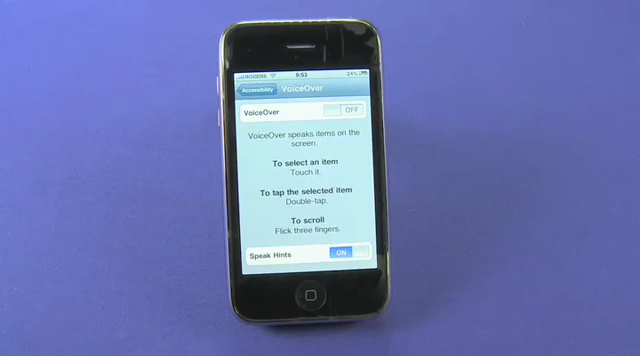 ROGERS 9:53 24%
Accessibility VoiceOver
VoiceOver OFF
VoiceOver speaks items on the
screen.
To select an item
Touch it.
To tap the selected item
Double-tap.
To scroll
Flick three fingers.
Speak Hints ON